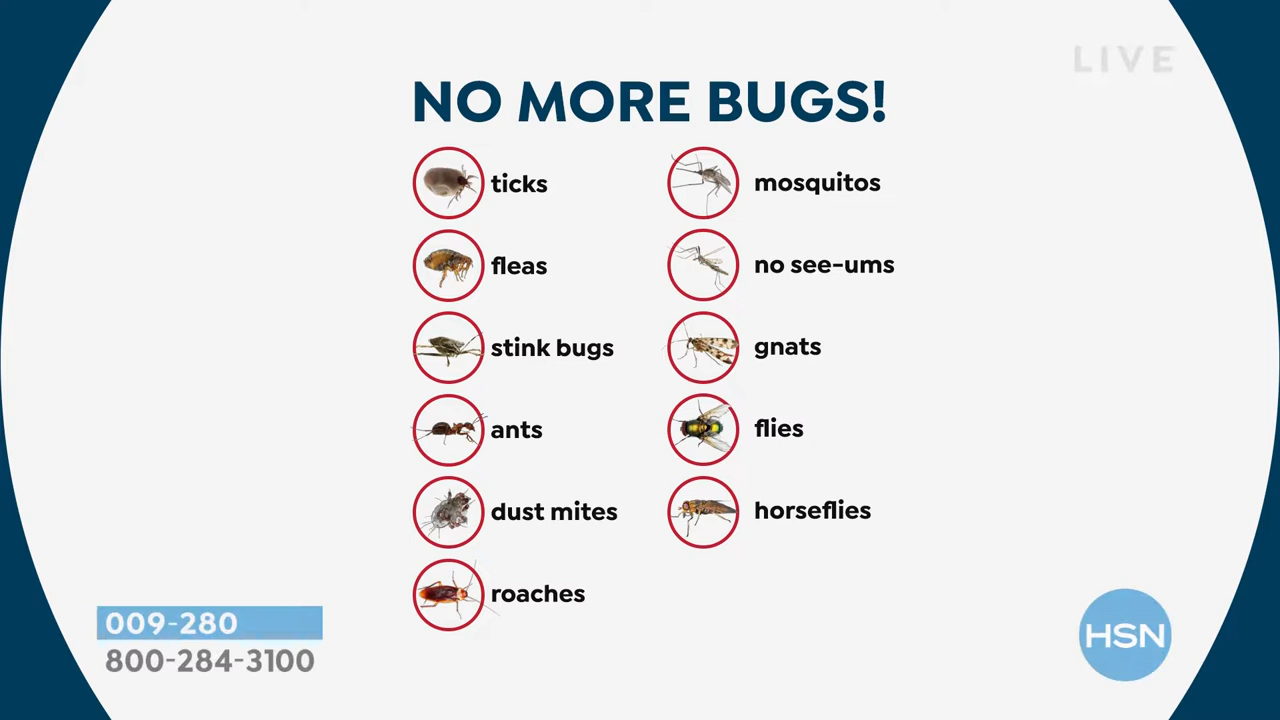 LIVE
NO MORE BUGS!
ticks
fleas
stink bugs
ants
dust mites
roaches
mosquitos
no see-ums
gnats
flies
horseflies
009-280
800-284-3100
HSN